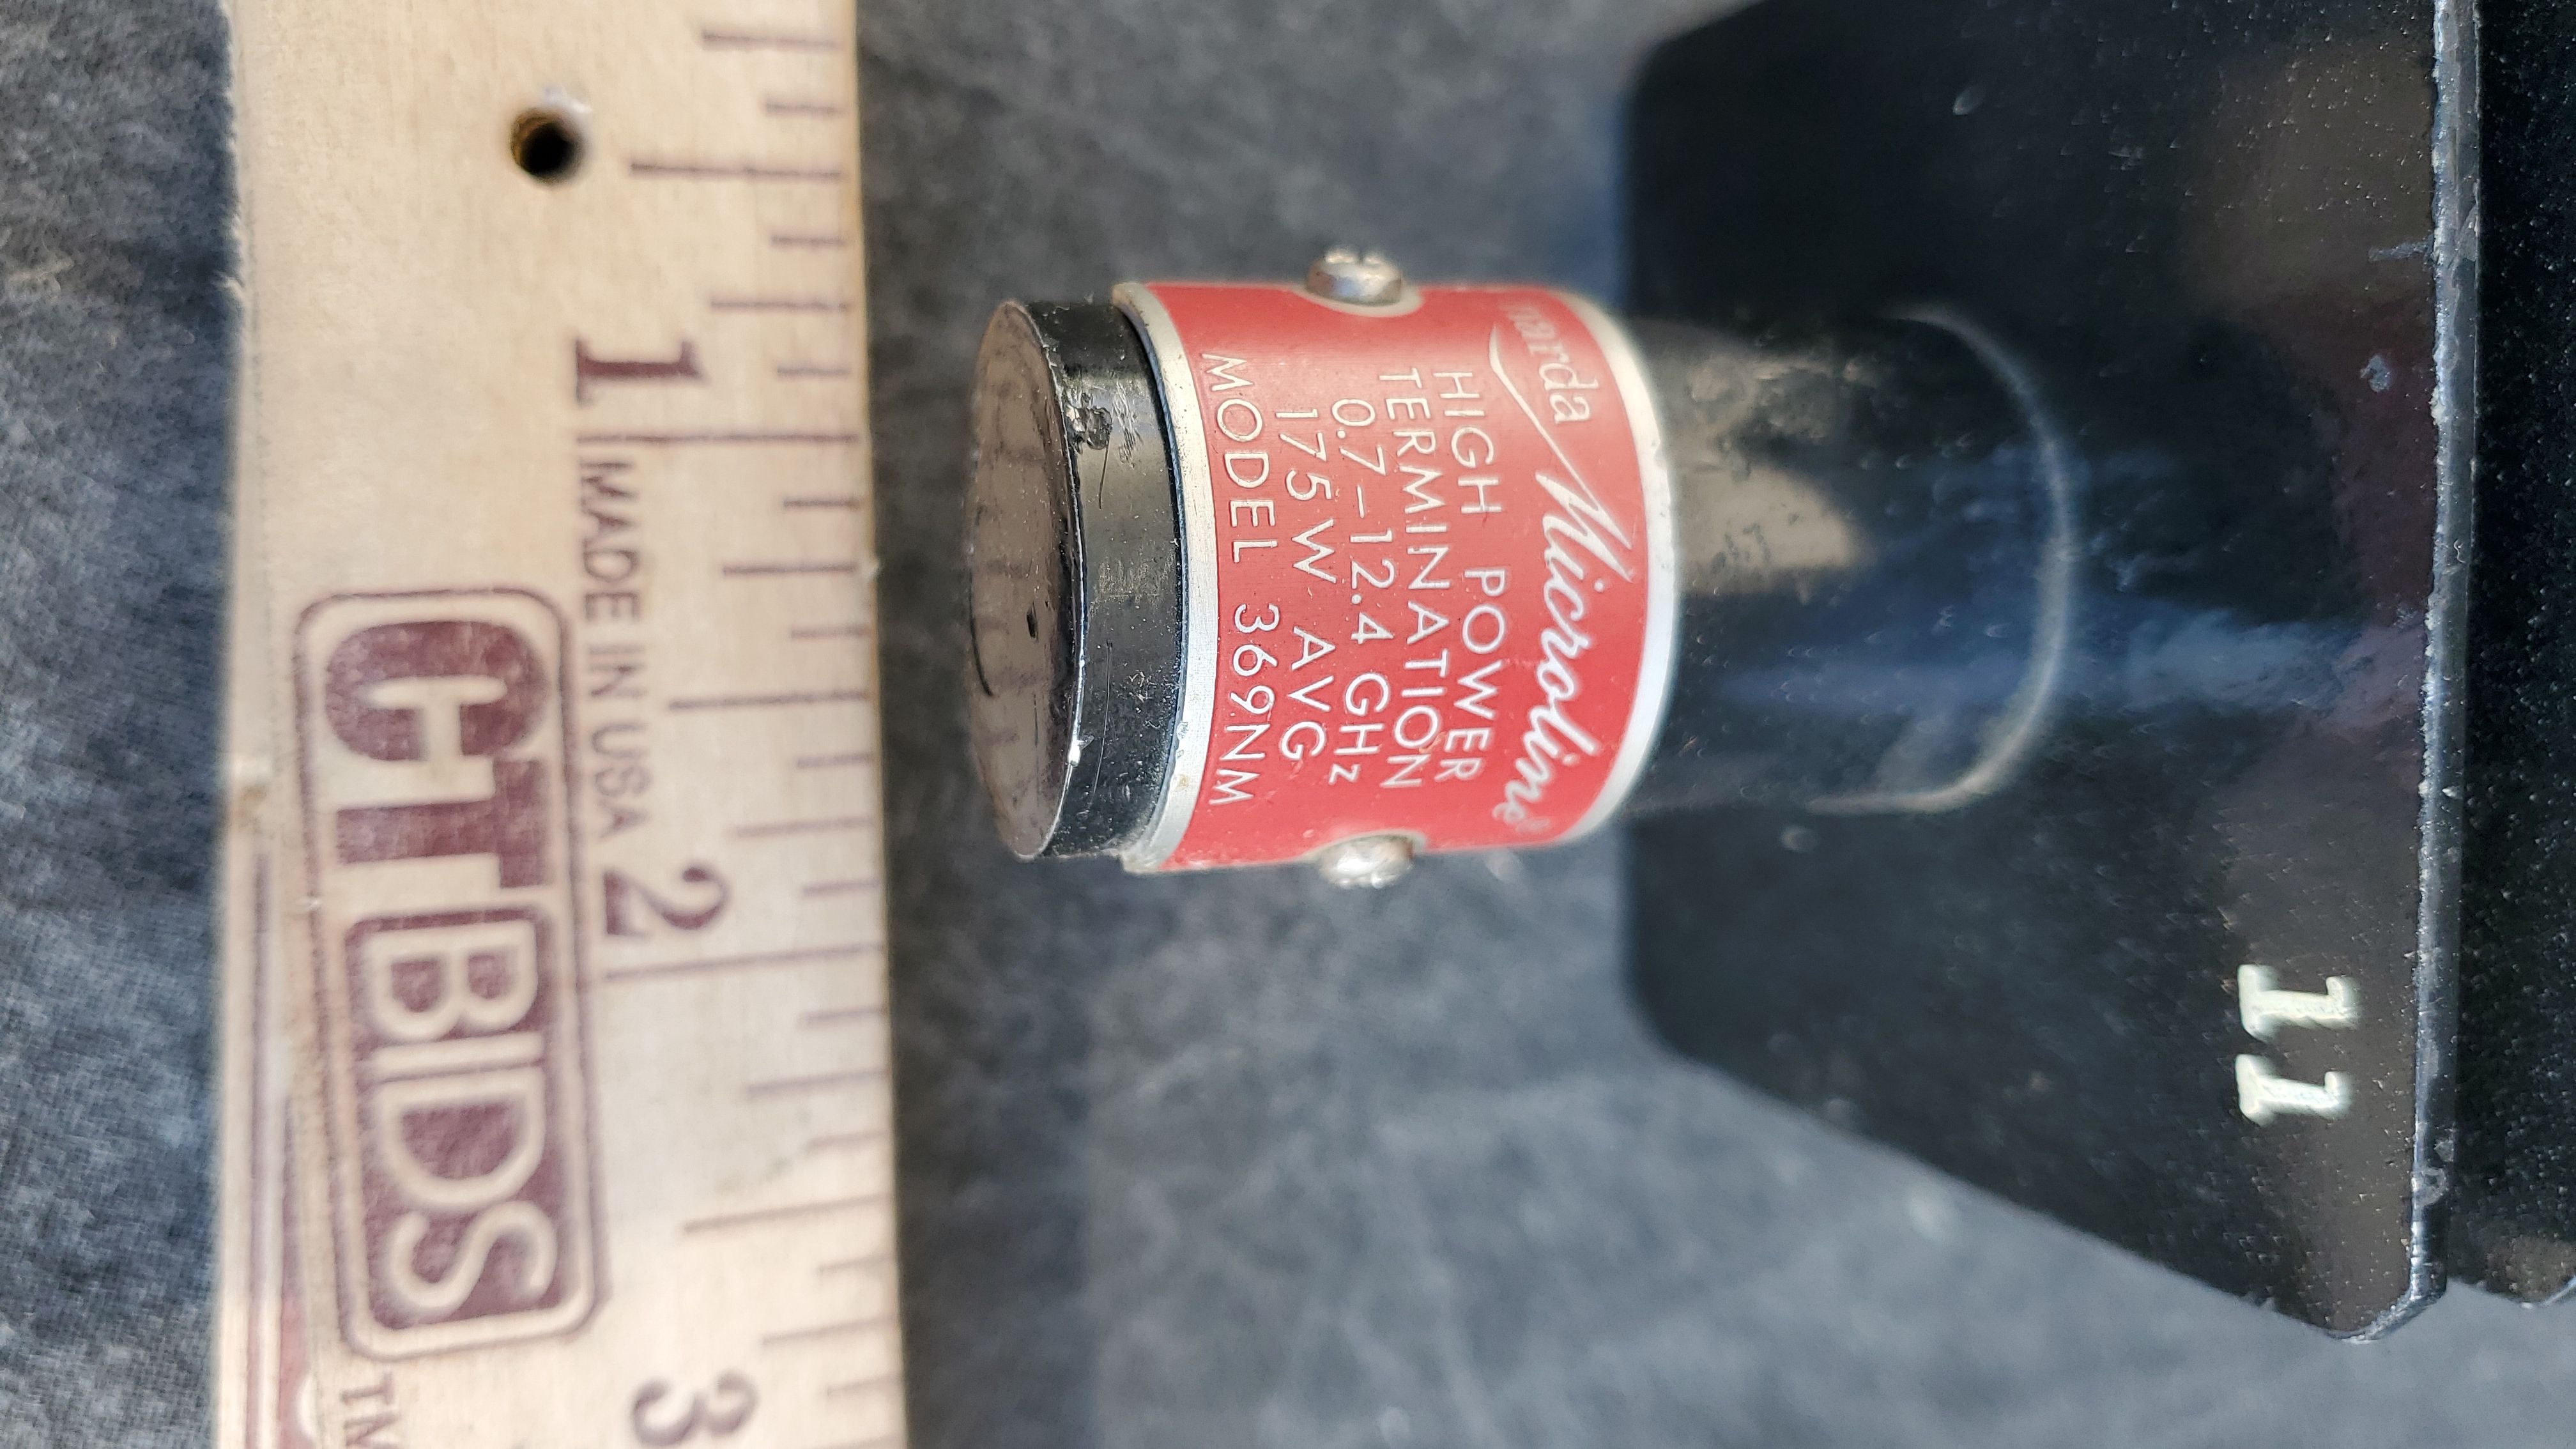 narda Microline®
HIGH POWER
TERMINATION
0.7-12.4 GHz
175 W AVG
MODEL 369NM
1
MADE IN USA
2
3
CTBIDS
TM
11